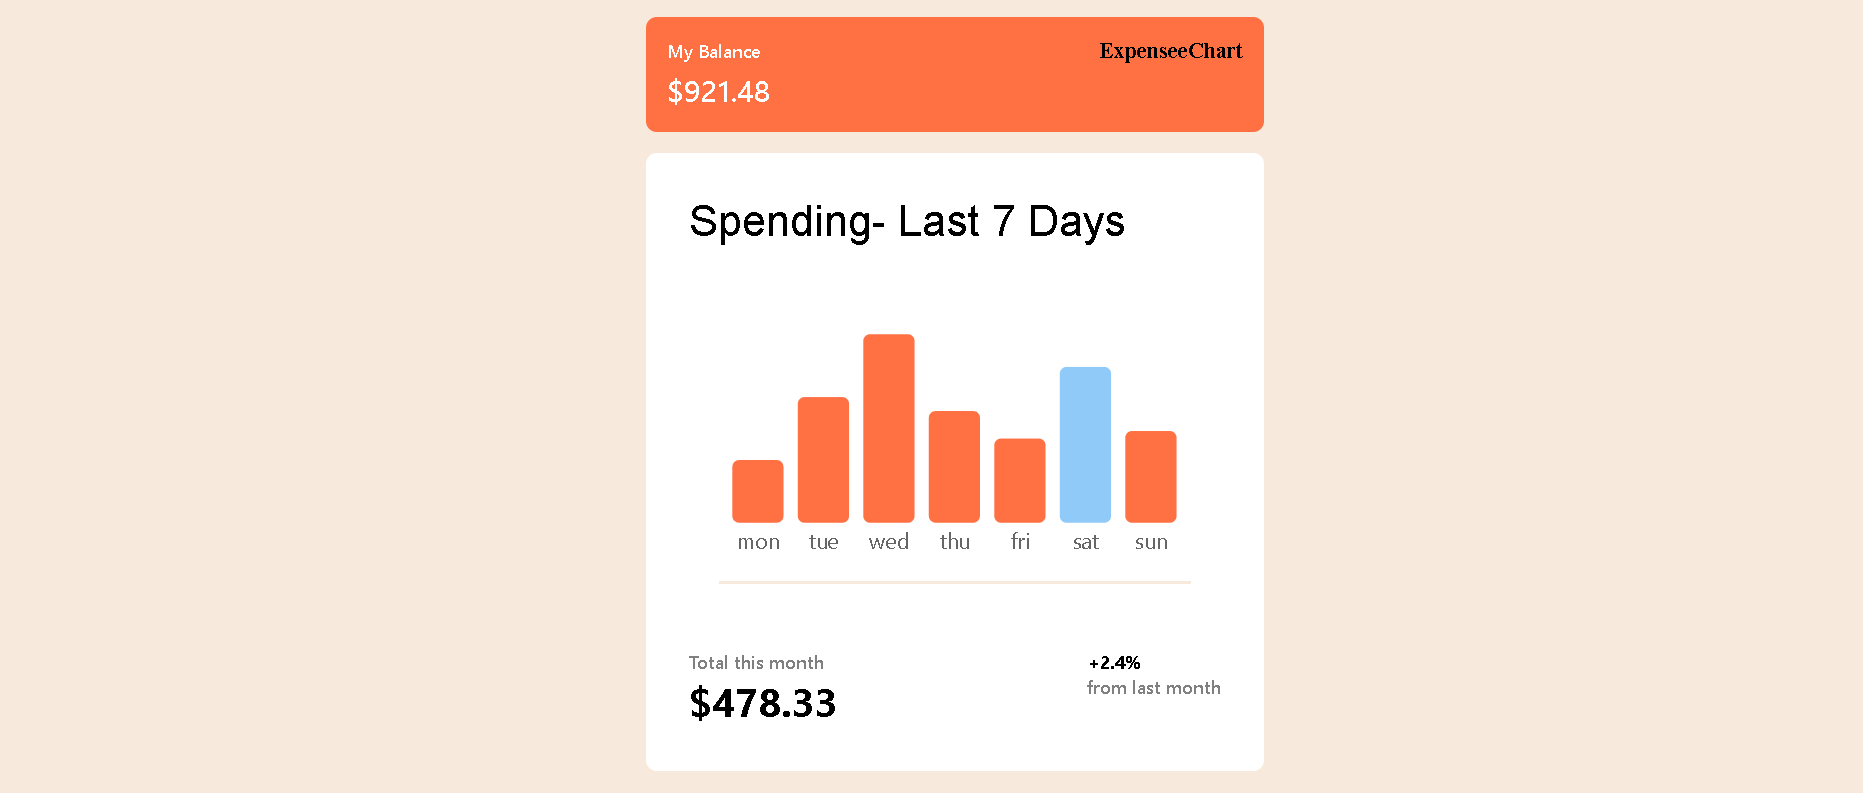 My Balance
ExpenseeChart
$921.48
Spending- Last 7 Days
mon tue wed thu fri sat sun
Total this month
$478.33
+2.4%
from last month